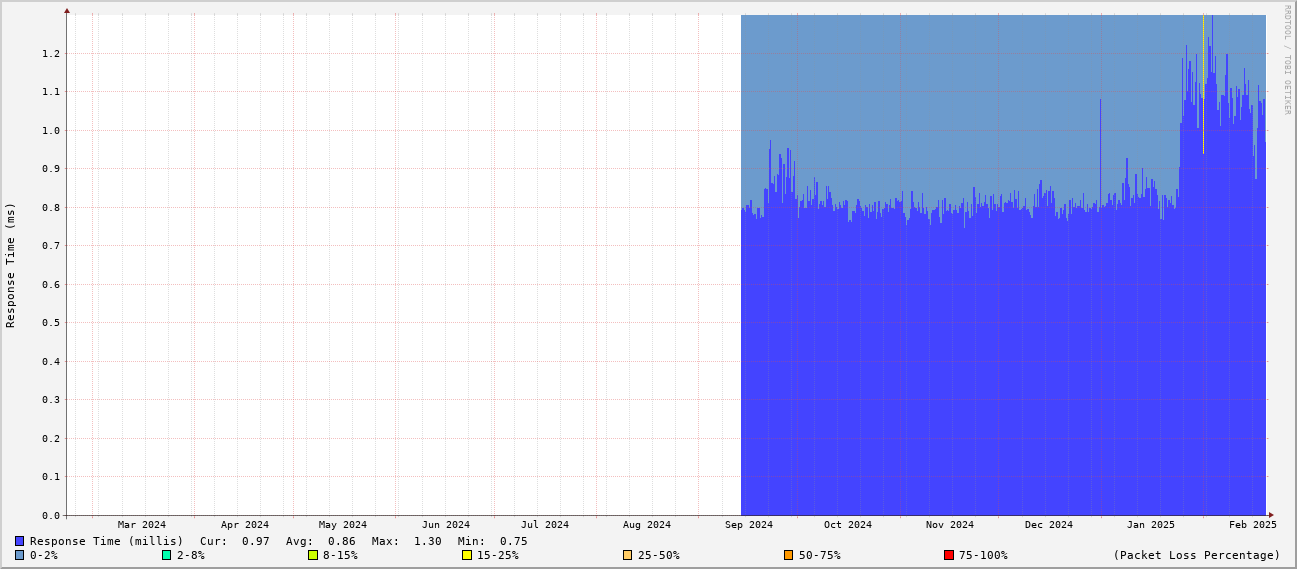 RRDTOOL / TOBI OETIKER
Response Time (ms)
1.2
1.1
1.0
0.9
0.8
0.7
0.6
0.5
0.4
0.3
0.2
0.1
0.0
Mar 2024 Apr 2024 May 2024 Jun 2024 Jul 2024 Aug 2024 Sep 2024 Oct 2024 Nov 2024 Dec 2024 Jan 2025 Feb 2025
Response Time (millis) Cur: 0.97 Avg: 0.86 Max: 1.30 Min: 0.75
0-2% 2-8% 8-15% 15-25% 25-50% 50-75% 75-100% (Packet Loss Percentage)